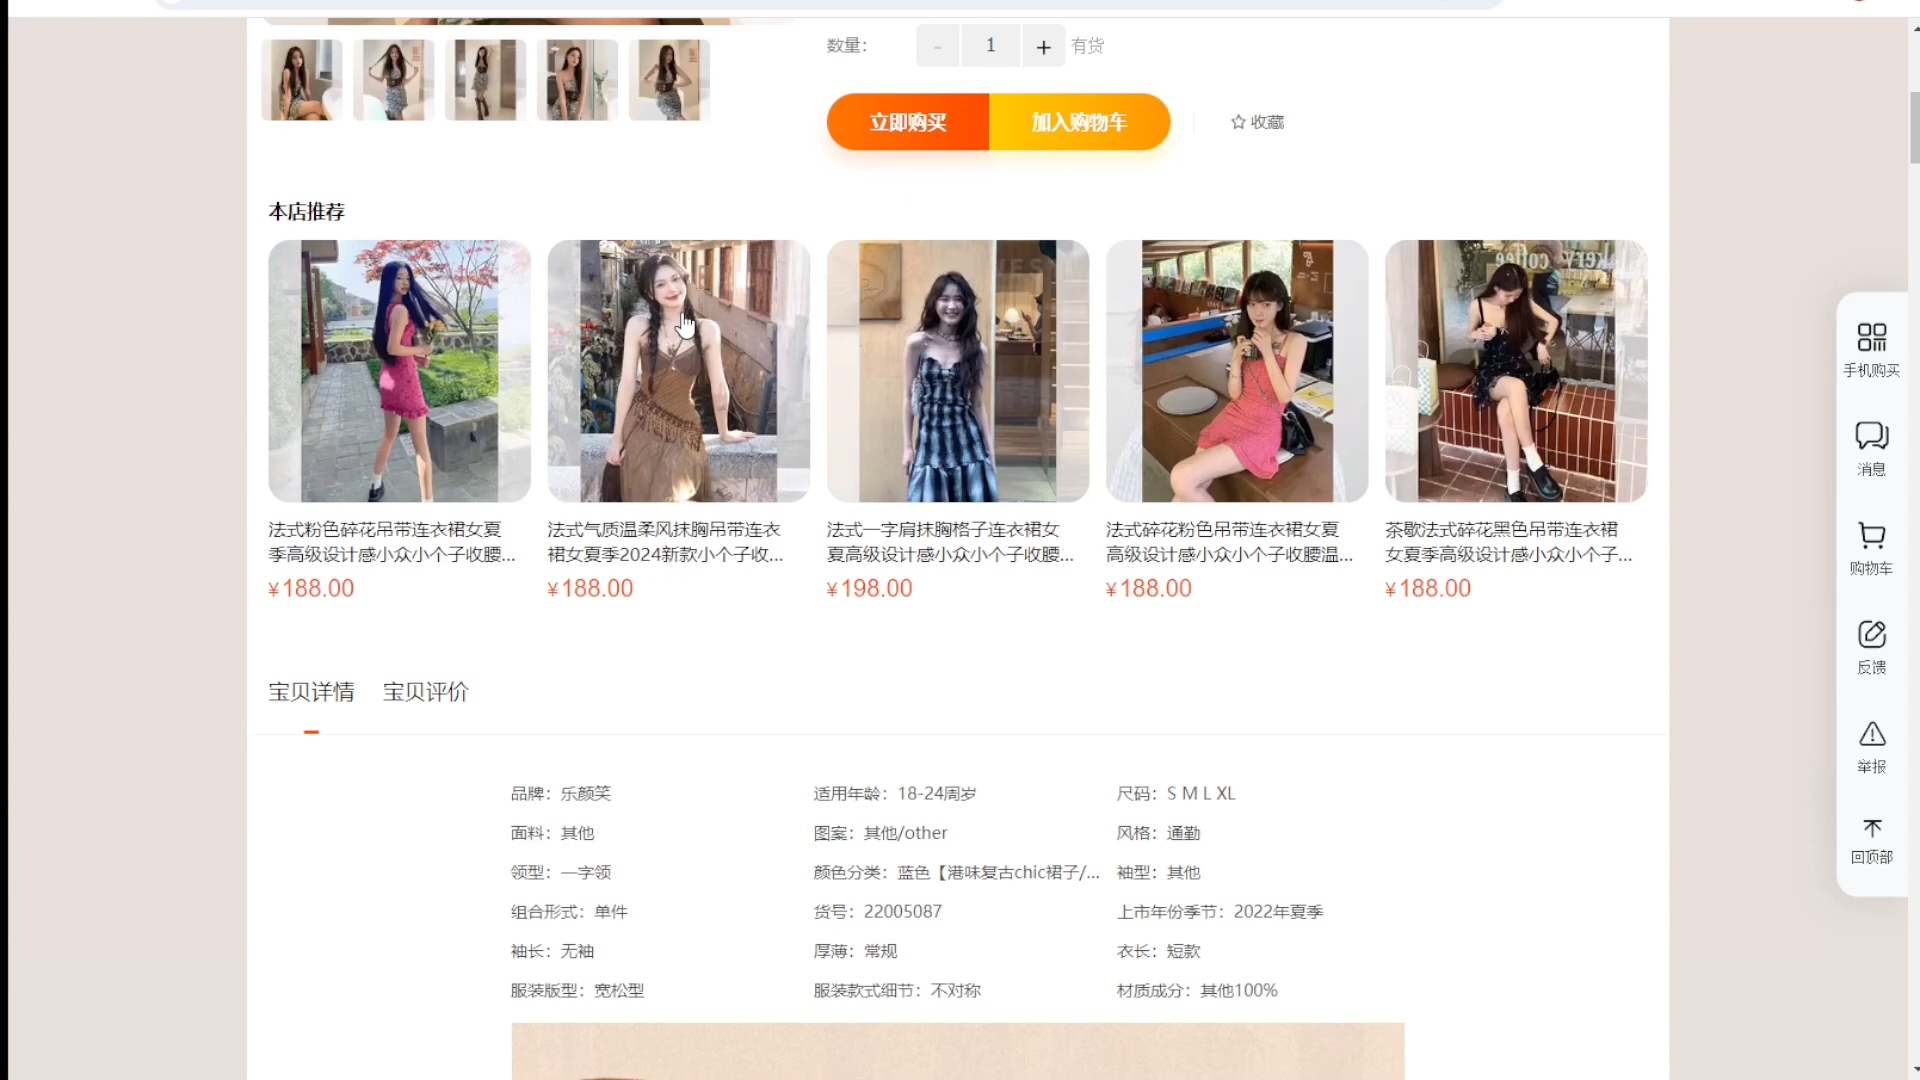 数量：
-
1
+
有货
立即购买
加入购物车
收藏
本店推荐
法式粉色碎花吊带连衣裙女夏
季高级设计感小众小个子收腰...
¥188.00
法式气质温柔风抹胸吊带连衣
裙女夏季2024新款小个子收...
¥188.00
法式一字肩抹胸格子连衣裙女
夏高级设计感小众小个子收腰...
¥198.00
法式碎花粉色吊带连衣裙女夏
高级设计感小众小个子收腰温...
¥188.00
茶歇法式碎花黑色吊带连衣裙
女夏季高级设计感小众小个子...
¥188.00
宝贝详情
宝贝评价
品牌：乐颜笑
适用年龄：18-24周岁
尺码：S M L XL
面料：其他
图案：其他/other
风格：通勤
领型：一字领
颜色分类：蓝色【港味复古chic裙子/...
袖型：其他
组合形式：单件
货号：22005087
上市年份季节：2022年夏季
袖长：无袖
厚薄：常规
衣长：短款
服装版型：宽松型
服装款式细节：不对称
材质成分：其他100%
手机购买
消息
购物车
反馈
举报
回顶部